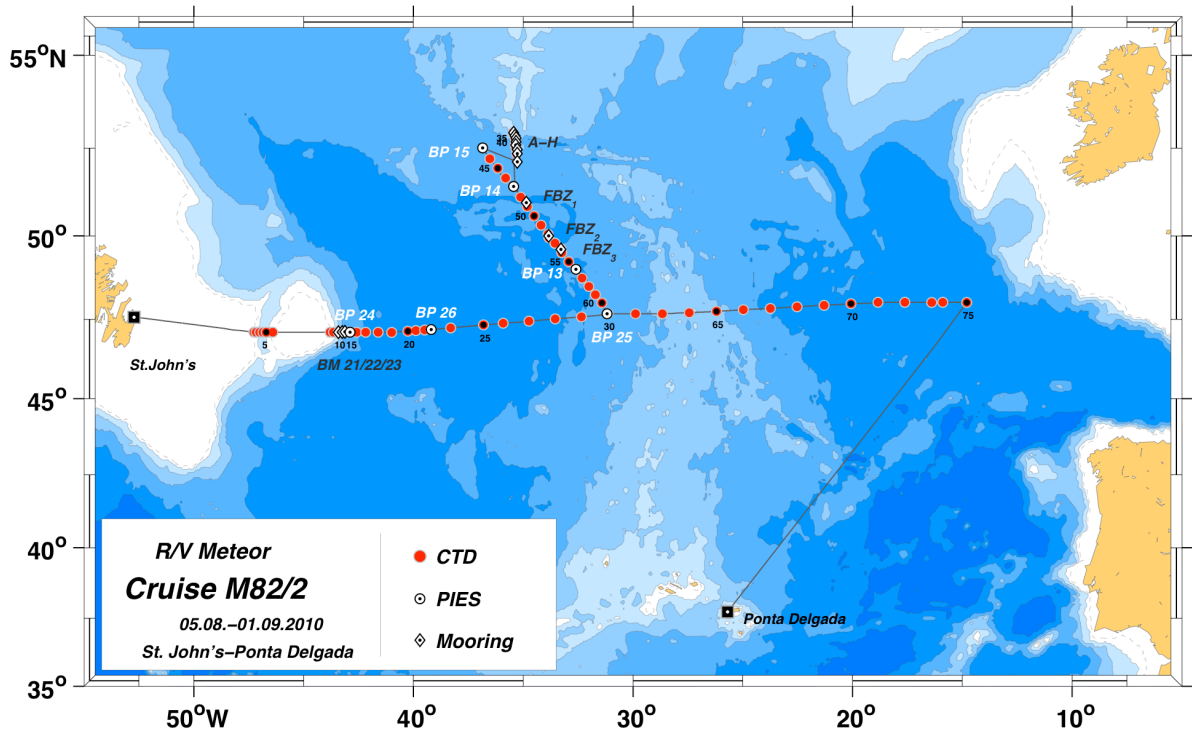 55°N
35
40
A–H
BP 15
45
BP 14
FBZ1
50
50°
FBZ2
FBZ3
55
BP 13
60
BP 24
BP 26
5
10
15
20
25
30
65
70
75
BP 25
St.John's
BM 21/22/23
45°
R/V Meteor
Cruise M82/2
05.08.–01.09.2010
St. John's–Ponta Delgada
CTD
PIES
Mooring
40°
Ponta Delgada
35°
50°W
40°
30°
20°
10°